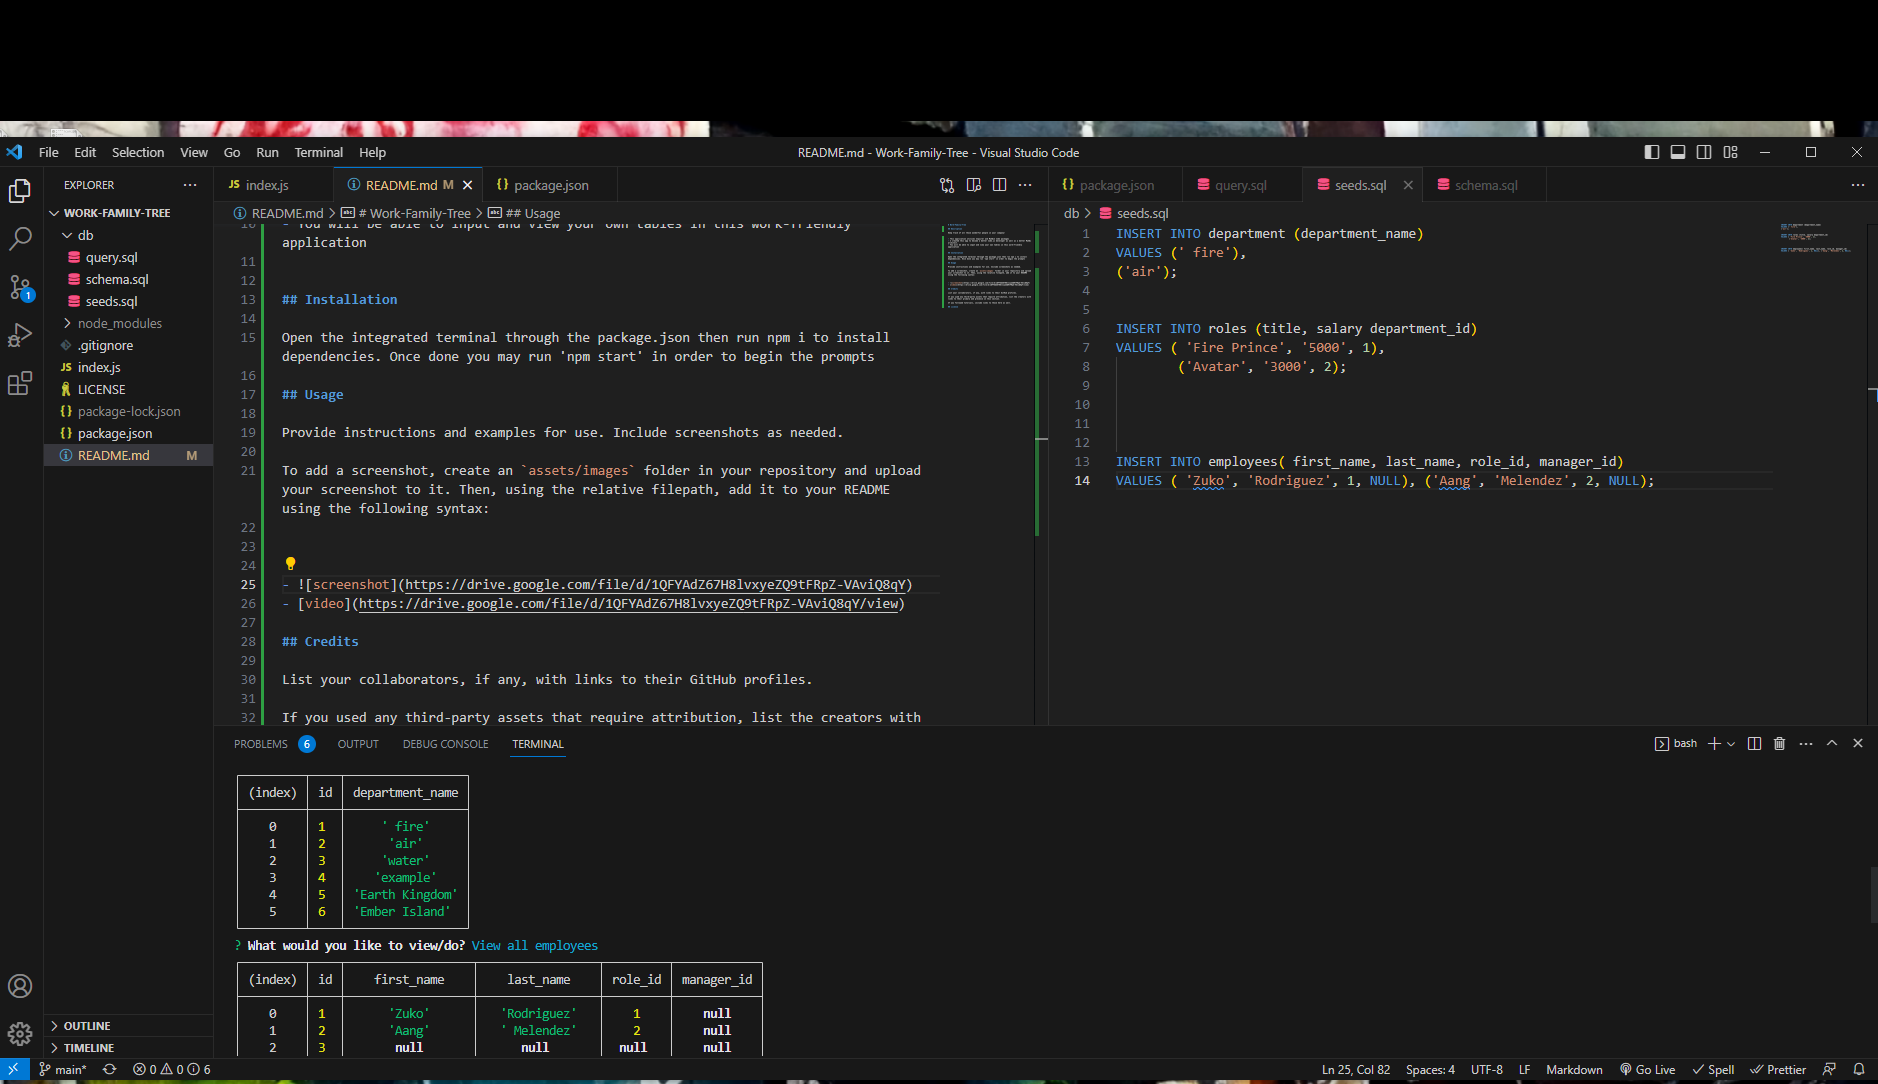 File Edit Selection View Go Run Terminal Help
README.md - Work-Family-Tree - Visual Studio Code
EXPLORER
WORK-FAMILY-TREE
db
query.sql
schema.sql
seeds.sql
node_modules
.gitignore
JS index.js
LICENSE
{} package-lock.json
{} package.json
README.md M
OUTLINE
TIMELINE
JS index.js README.md M {} package.json
README.md > # Work-Family-Tree > ## Usage
10 - You will be able to input and view your own tables in this work-friendly
application
11
12
13 ## Installation
14
15 Open the integrated terminal through the package.json then run npm i to install
dependencies. Once done you may run 'npm start' in order to begin the prompts
16
17 ## Usage
18
19 Provide instructions and examples for use. Include screenshots as needed.
20
21 To add a screenshot, create an `assets/images` folder in your repository and upload
your screenshot to it. Then, using the relative filepath, add it to your README
using the following syntax:
22
23
24
25 - ![screenshot](https://drive.google.com/file/d/1QFYAdZ67H8lvxyeZQ9tFRpZ-VAviQ8qY)
26 - [video](https://drive.google.com/file/d/1QFYAdZ67H8lvxyeZQ9tFRpZ-VAviQ8qY/view)
27
28 ## Credits
29
30 List your collaborators, if any, with links to their GitHub profiles.
31
32 If you used any third-party assets that require attribution, list the creators with
{} package.json query.sql seeds.sql schema.sql
db > seeds.sql
1 INSERT INTO department (department_name)
2 VALUES (' fire'),
3 ('air');
4
5
6 INSERT INTO roles (title, salary department_id)
7 VALUES ( 'Fire Prince', '5000', 1),
8 ('Avatar', '3000', 2);
9
10
11
12
13 INSERT INTO employees( first_name, last_name, role_id, manager_id)
14 VALUES ( 'Zuko', 'Rodriguez', 1, NULL), ('Aang', 'Melendez', 2, NULL);
PROBLEMS 6 OUTPUT DEBUG CONSOLE TERMINAL
bash
(index) id department_name
0 1 ' fire'
1 2 'air'
2 3 'water'
3 4 'example'
4 5 'Earth Kingdom'
5 6 'Ember Island'
? What would you like to view/do? View all employees
(index) id first_name last_name role_id manager_id
0 1 'Zuko' 'Rodriguez' 1 null
1 2 'Aang' ' Melendez' 2 null
2 3 null null null null
1
main* 0 0 6
Ln 25, Col 82 Spaces: 4 UTF-8 LF Markdown Go Live Spell Prettier